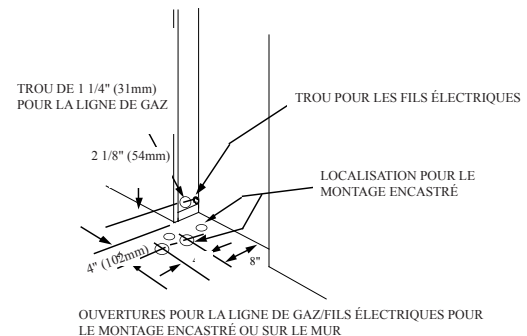 TROU DE 1 1/4" (31mm)
POUR LA LIGNE DE GAZ
TROU POUR LES FILS ÉLECTRIQUES
2 1/8" (54mm)
LOCALISATION POUR LE
MONTAGE ENCASTRÉ
4" (102mm)
8"
OUVERTURES POUR LA LIGNE DE GAZ/FILS ÉLECTRIQUES POUR
LE MONTAGE ENCASTRÉ OU SUR LE MUR